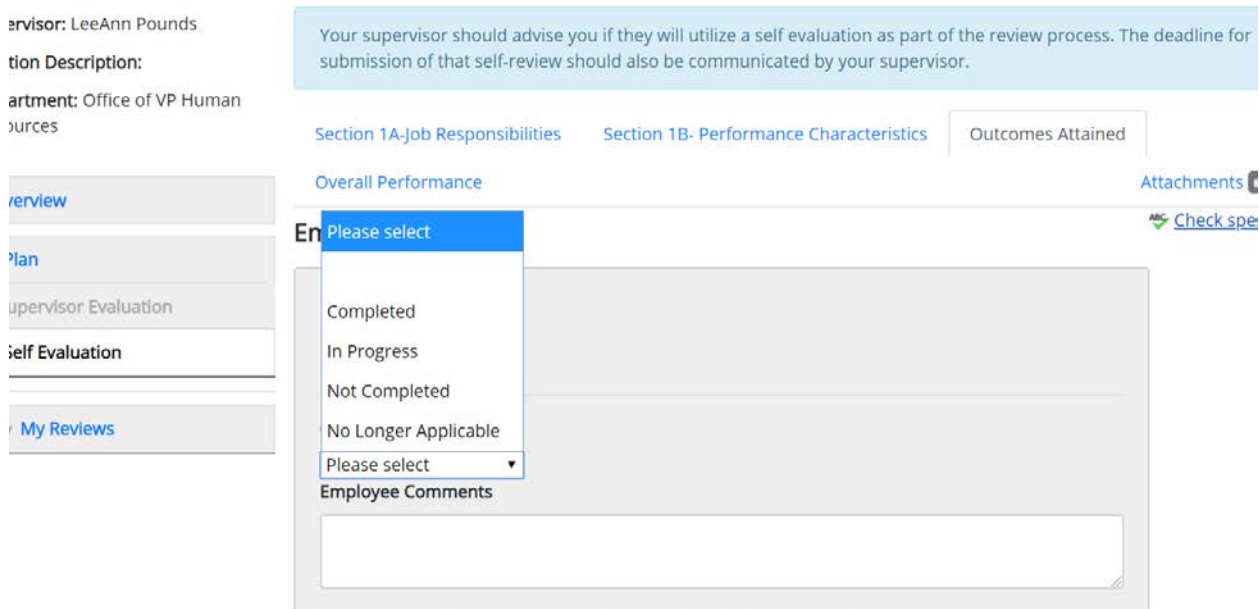 ervisor: LeeAnn Pounds
tion Description:
artment: Office of VP Human
ources
verview
Plan
upervisor Evaluation
Self Evaluation
My Reviews
Your supervisor should advise you if they will utilize a self evaluation as part of the review process. The deadline for
submission of that self-review should also be communicated by your supervisor.
Section 1A-Job Responsibilities Section 1B- Performance Characteristics Outcomes Attained
Overall Performance Attachments
Em Check spe
Please select
Completed
In Progress
Not Completed
No Longer Applicable
Please select
Employee Comments